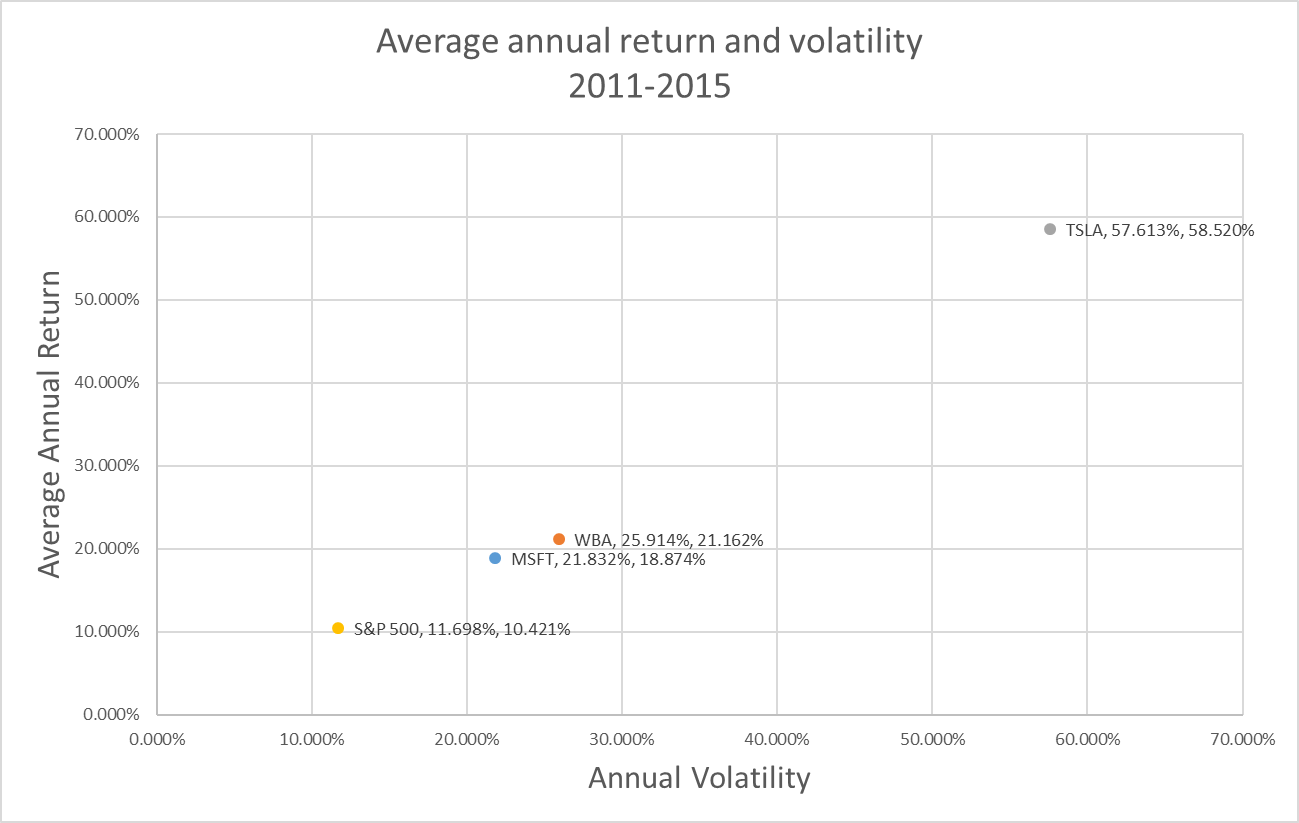 Average annual return and volatility
2011-2015
70.000%
60.000%
50.000%
40.000%
30.000%
20.000%
10.000%
0.000%
Average Annual Return
TSLA, 57.613%, 58.520%
WBA, 25.914%, 21.162%
MSFT, 21.832%, 18.874%
S&P 500, 11.698%, 10.421%
0.000% 10.000% 20.000% 30.000% 40.000% 50.000% 60.000% 70.000%
Annual Volatility